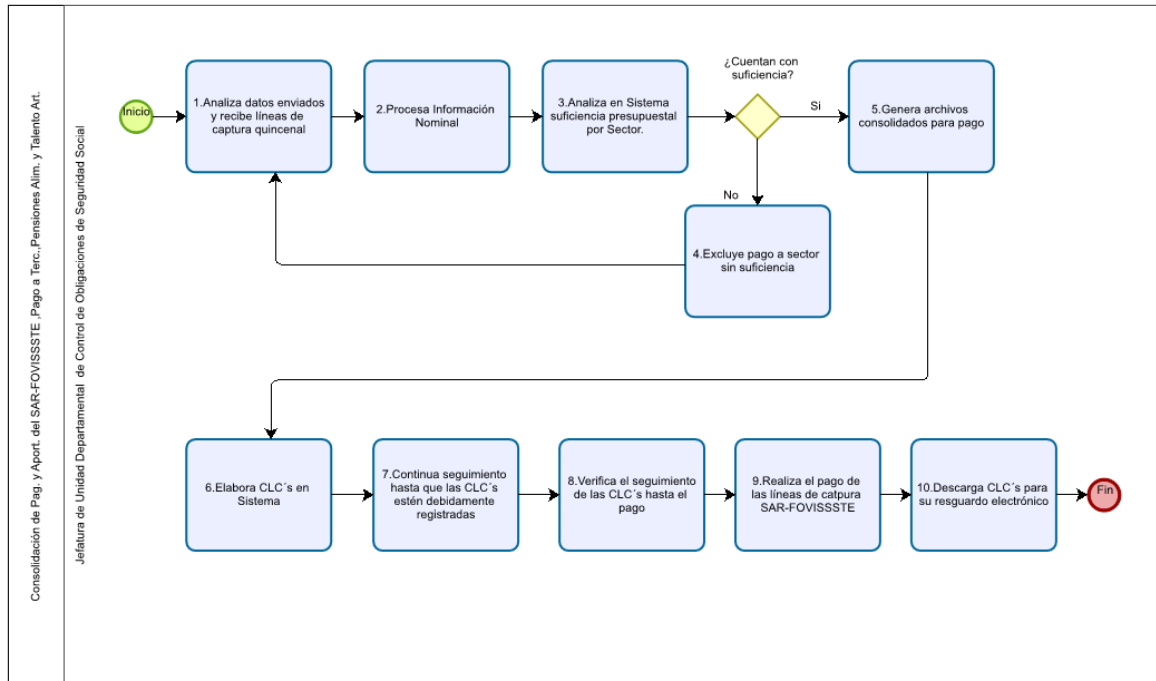 Consolidación de Pag. y Aport. del SAR-FOVISSSTE ,Pago a Terc.,Pensiones Alim. y Talento Art.
Jefatura de Unidad Departamental  de Control de Obligaciones de Seguridad Social
Inicio
1.Analiza datos enviados
y recibe líneas de
captura quincenal
2.Procesa Información
Nominal
3.Analiza en Sistema
suficiencia presupuestal
por Sector.
¿Cuentan con
suficiencia?
Si
No
4.Excluye pago a sector
sin suficiencia
5.Genera archivos
consolidados para pago
6.Elabora CLC´s en
Sistema
7.Continua seguimiento
hasta que las CLC´s
estén debidamente
registradas
8.Verifica el seguimiento
de las CLC´s hasta el
pago
9.Realiza el pago de
las líneas de catpura
SAR-FOVISSSTE
10.Descarga CLC´s para
su resguardo electrónico
Fin